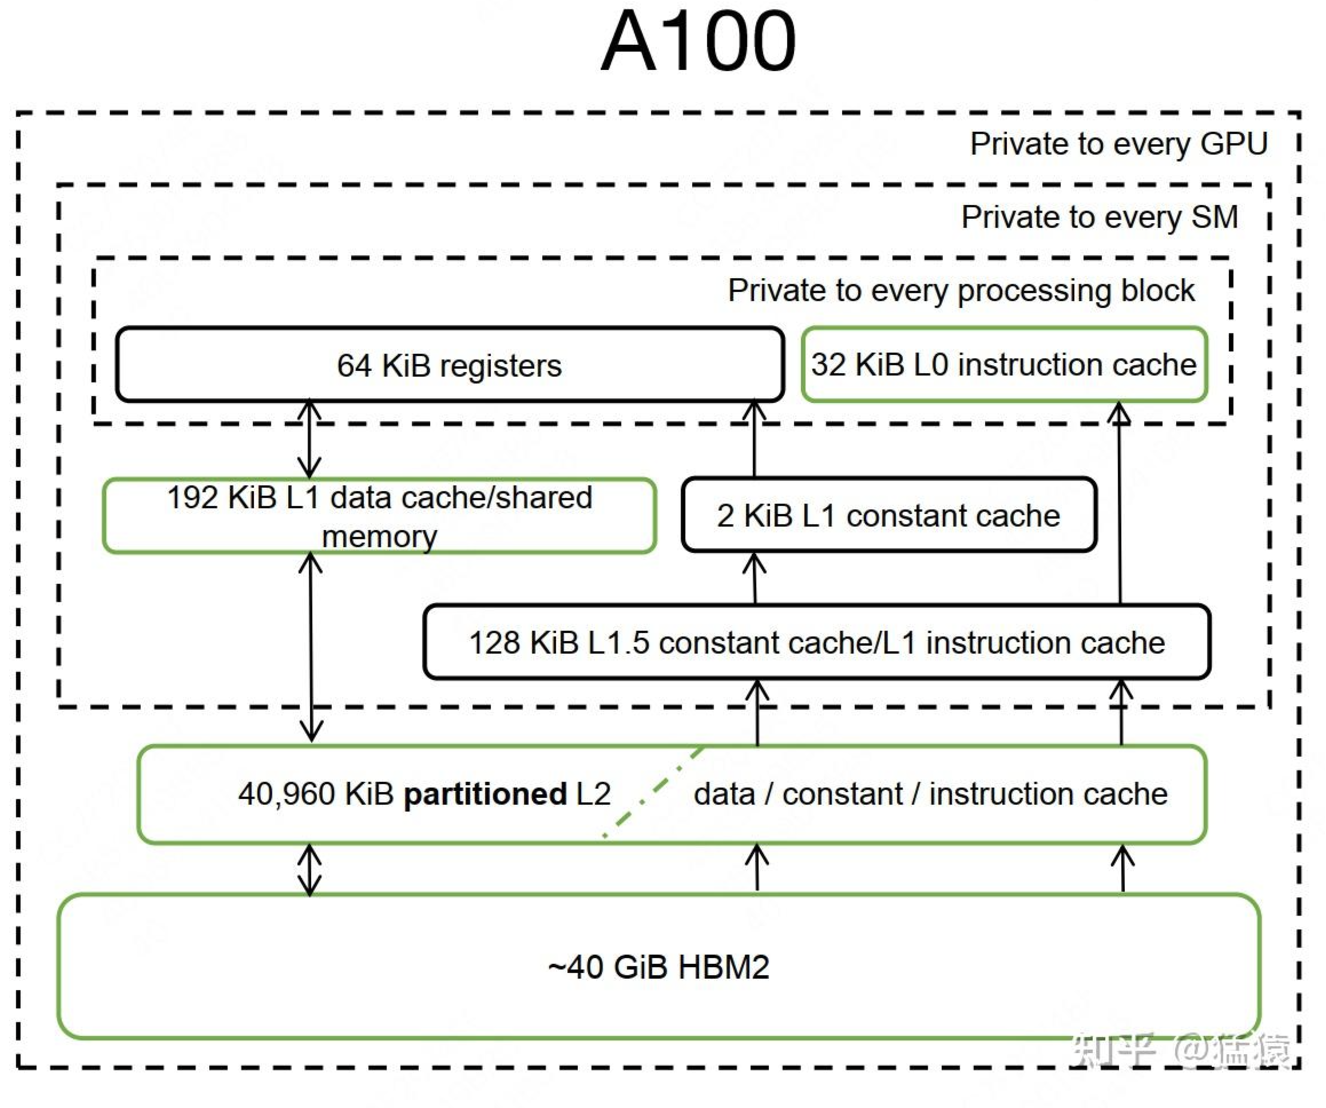 A100
Private to every GPU
Private to every SM
Private to every processing block
64 KiB registers
32 KiB L0 instruction cache
192 KiB L1 data cache/shared
memory
2 KiB L1 constant cache
128 KiB L1.5 constant cache/L1 instruction cache
40,960 KiB partitioned L2 data / constant / instruction cache
~40 GiB HBM2
知乎 @猛猿